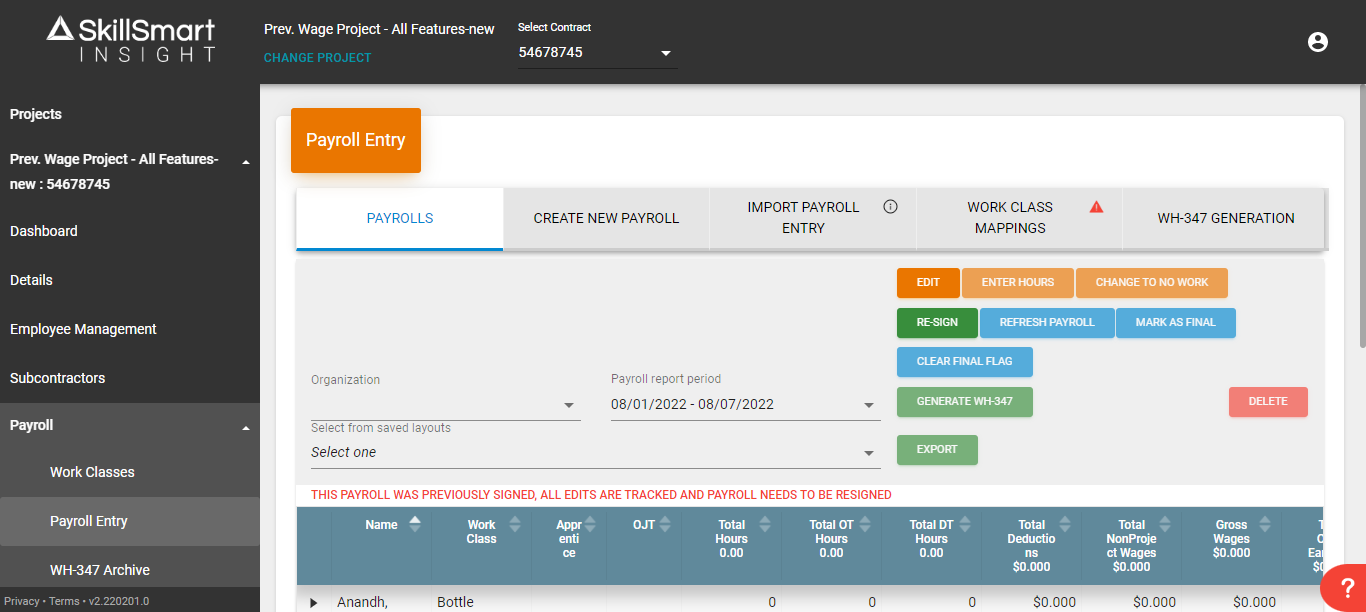 SkillSmart
INSIGHT
Prev. Wage Project - All Features-new
CHANGE PROJECT
Select Contract
54678745
Projects
Prev. Wage Project - All Features-
new : 54678745
Dashboard
Details
Employee Management
Subcontractors
Payroll
Work Classes
Payroll Entry
WH-347 Archive
Privacy • Terms • v2.220201.0
Payroll Entry
PAYROLLS
CREATE NEW PAYROLL
IMPORT PAYROLL
ENTRY
WORK CLASS
MAPPINGS
WH-347 GENERATION
EDIT
ENTER HOURS
CHANGE TO NO WORK
RE-SIGN
REFRESH PAYROLL
MARK AS FINAL
CLEAR FINAL FLAG
GENERATE WH-347
DELETE
EXPORT
Organization
Payroll report period
08/01/2022 - 08/07/2022
Select from saved layouts
Select one
THIS PAYROLL WAS PREVIOUSLY SIGNED, ALL EDITS ARE TRACKED AND PAYROLL NEEDS TO BE RESIGNED
Name
Work
Class
Appr
enti
ce
OJT
Total
Hours
0.00
Total OT
Hours
0.00
Total DT
Hours
0.00
Total
Deductio
ns
$0.000
Total
NonProje
ct Wages
$0.000
Gross
Wages
$0.000
Anandh, Bottle 0 0 0 $0.000 $0.000 $0.000
?